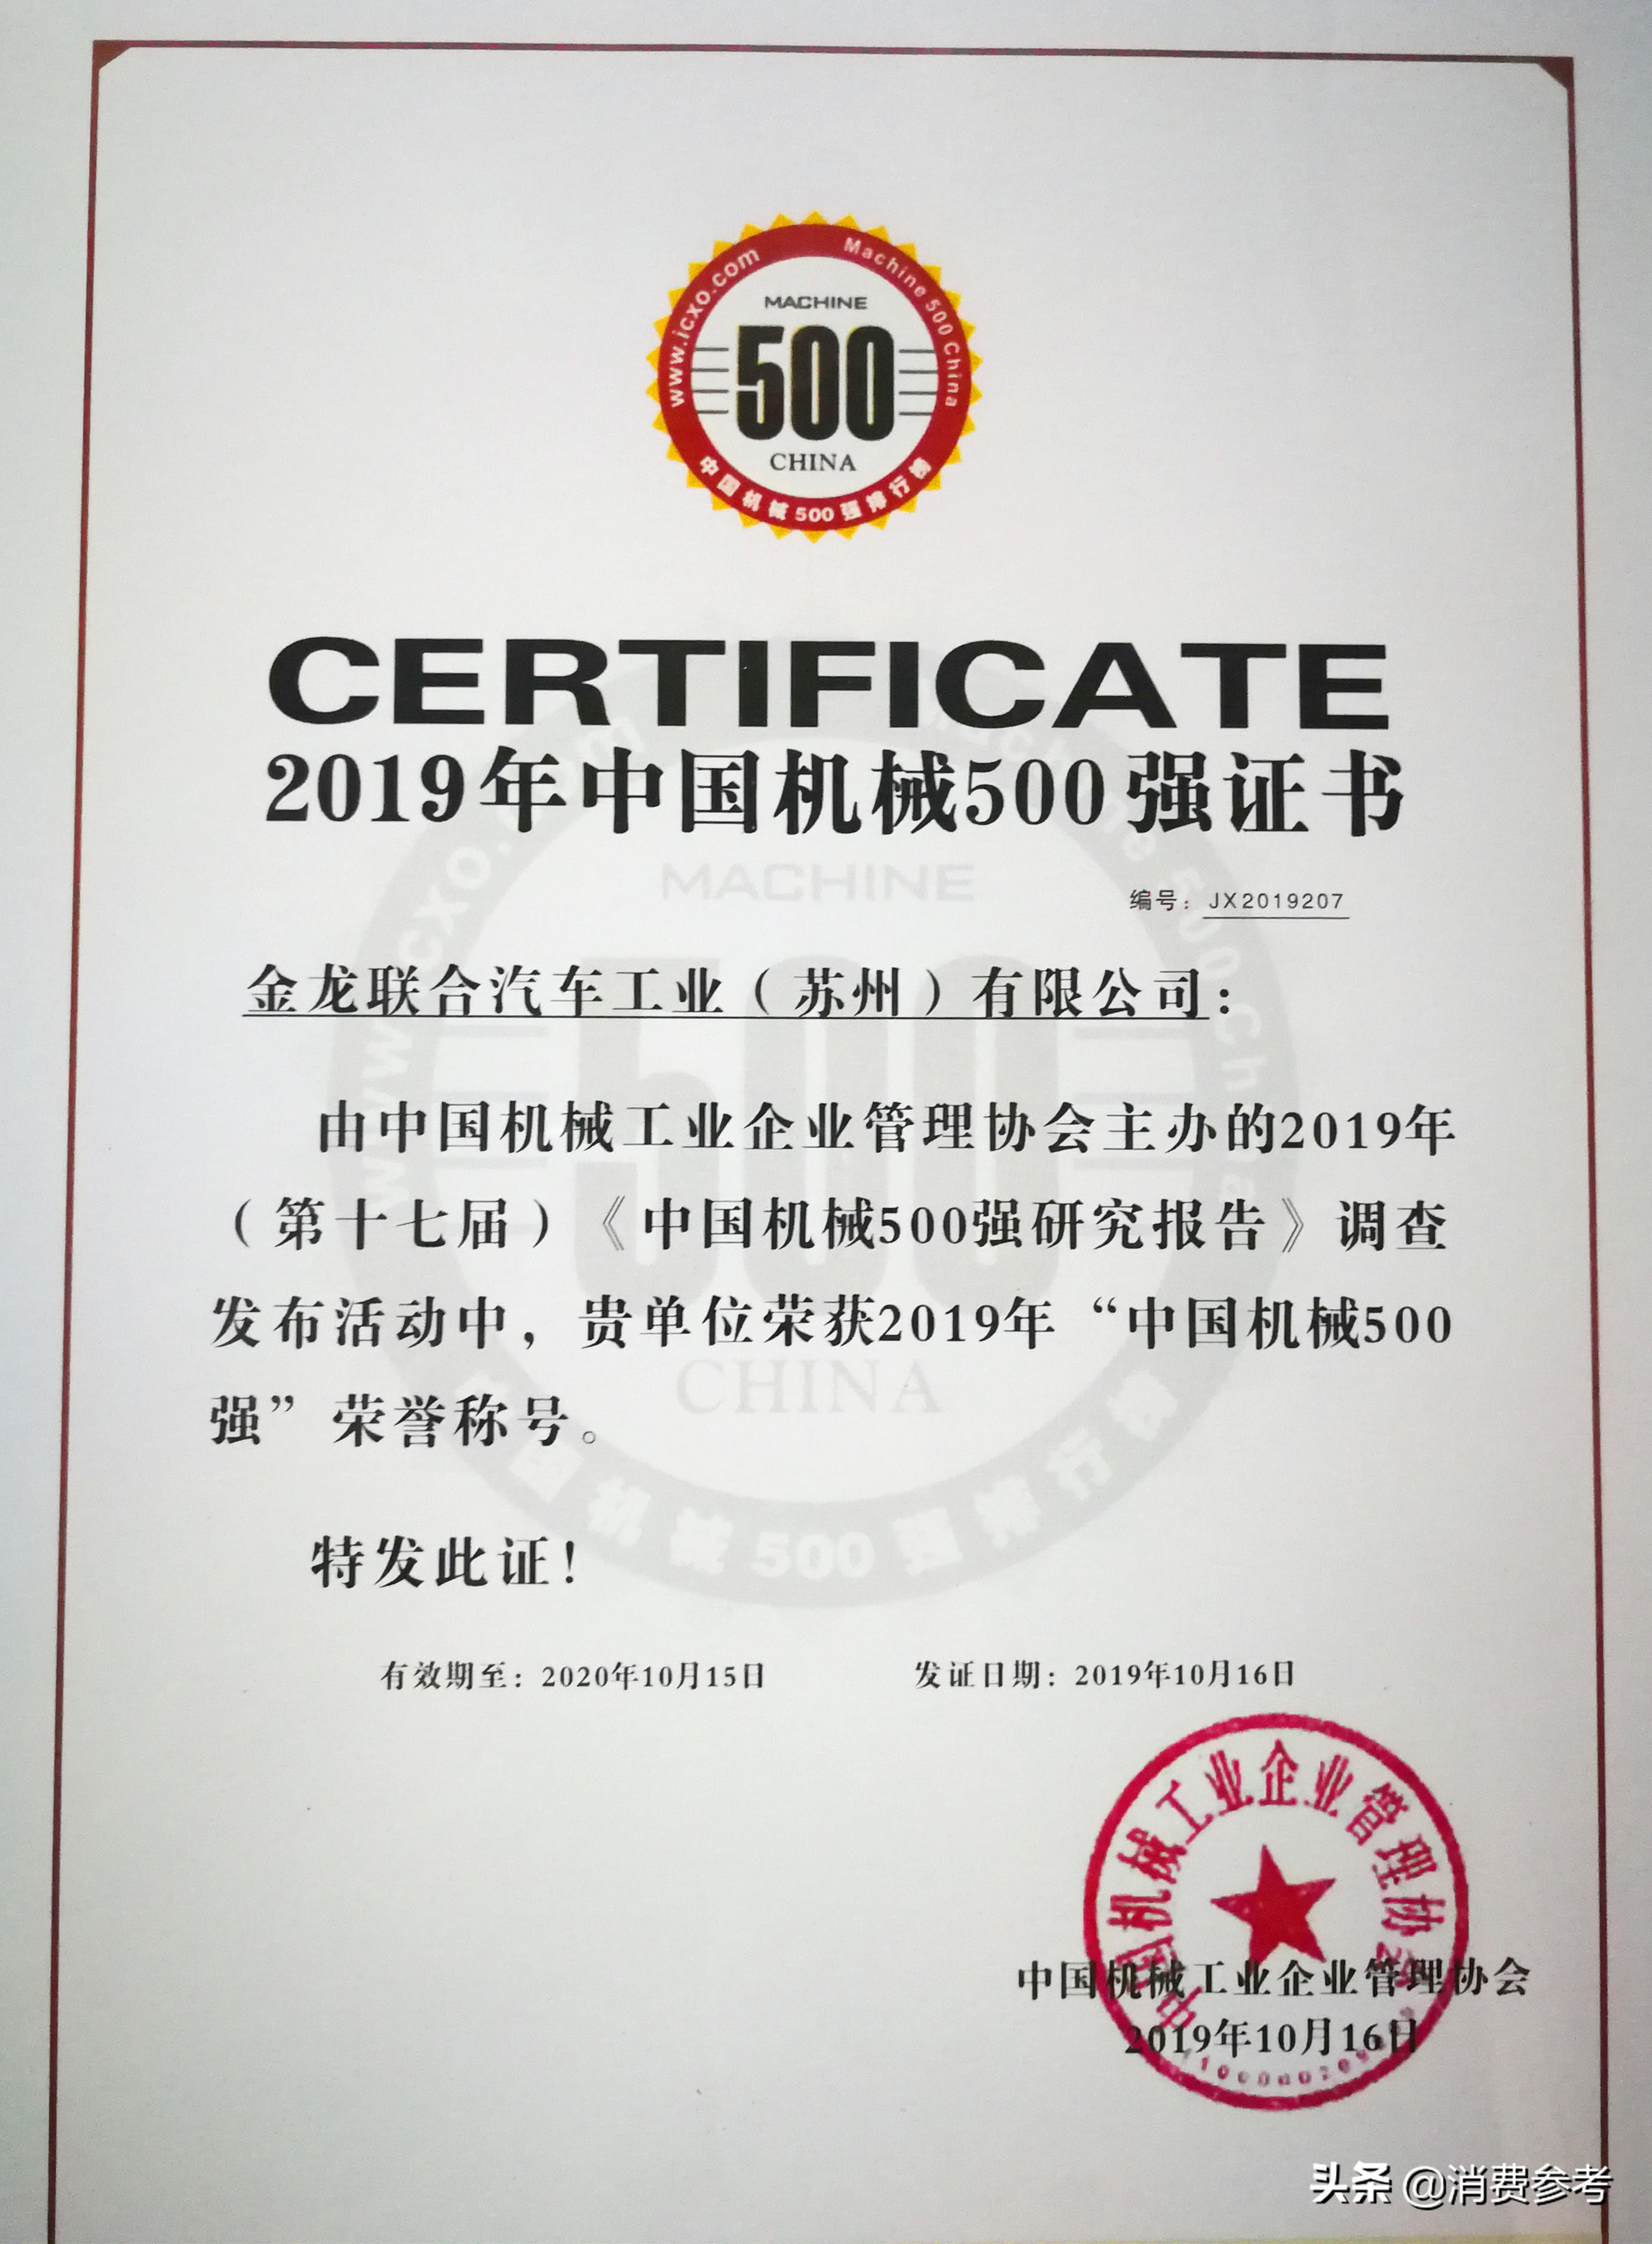 www.icxo.com
Machine 500 China
MACHINE
500
CHINA
中国机械500强排行榜
CERTIFICATE
2019年中国机械500强证书
编号：JX2019207
金龙联合汽车工业（苏州）有限公司：
由中国机械工业企业管理协会主办的2019年
（第十七届）《中国机械500强研究报告》调查
发布活动中，贵单位荣获2019年“中国机械500
强”荣誉称号。
特发此证！
有效期至：2020年10月15日
发证日期：2019年10月16日
中国机械工业企业管理协会
中国机械工业企业管理协会
2019年10月16日
头条 @消费参考